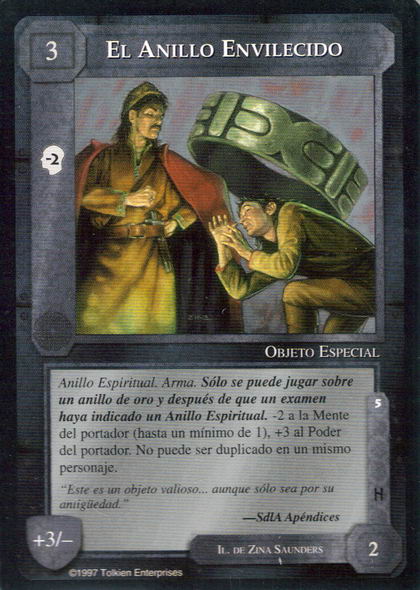 3
EL ANILLO ENVILECIDO
-2
OBJETO ESPECIAL
Anillo Espiritual. Arma. Sólo se puede jugar sobre
un anillo de oro y después de que un examen
haya indicado un Anillo Espiritual. -2 a la Mente
del portador (hasta un mínimo de 1), +3 al Poder
del portador. No puede ser duplicado en un mismo
personaje.
"Este es un objeto valioso... aunque sólo sea por su
antigüedad."
—SdlA Apéndices
5
H
+3/–
IL. DE ZINA SAUNDERS
2
©1997 Tolkien Enterprises